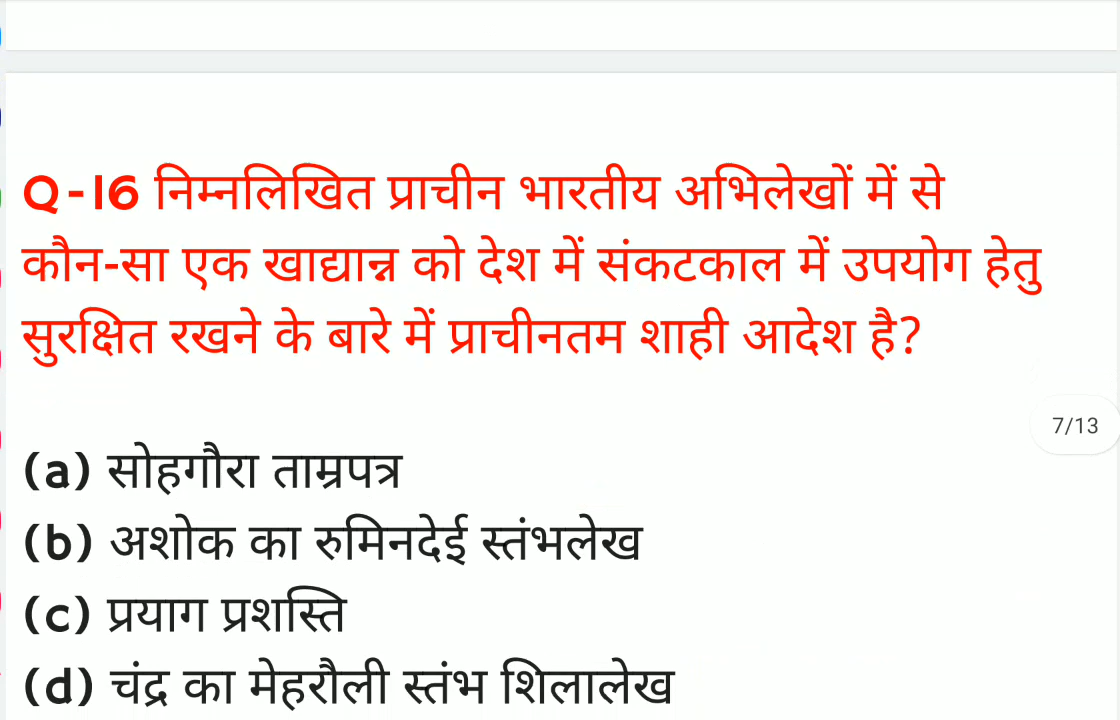 Q-16 निम्नलिखित प्राचीन भारतीय अभिलेखों में से
कौन-सा एक खाद्यान्न को देश में संकटकाल में उपयोग हेतु
सुरक्षित रखने के बारे में प्राचीनतम शाही आदेश है?
7/13
(a) सोहगौरा ताम्रपत्र
(b) अशोक का रुमिनदेई स्तंभलेख
(c) प्रयाग प्रशस्ति
(d) चंद्र का मेहरौली स्तंभ शिलालेख